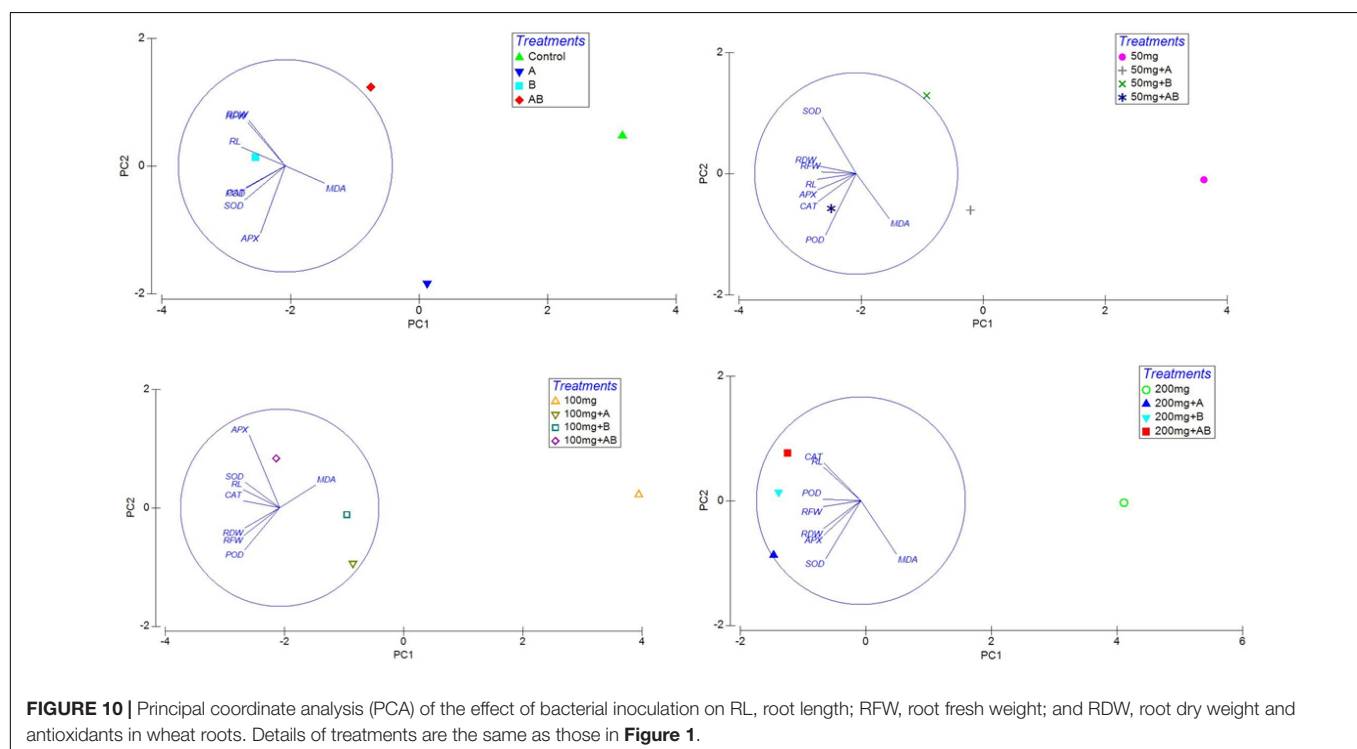 Treatments
Control
A
B
AB
2
0
-2
PC2
RDW
RL
SOD
APX
MDA
-4
-2
0
2
4
PC1
Treatments
50mg
50mg+A
50mg+B
50mg+AB
2
0
-2
PC2
SOD
RDW
RFW
RL
APX
CAT
POD
MDA
-4
-2
0
2
4
PC1
Treatments
100mg
100mg+A
100mg+B
100mg+AB
2
0
-2
PC2
APX
SOD
RL
CAT
MDA
RDW
RFW
POD
-4
-2
0
2
4
PC1
Treatments
200mg
200mg+A
200mg+B
200mg+AB
2
0
-2
PC2
CAT
RL
POD
RFW
RDW
APX
SOD
MDA
-2
0
2
4
6
PC1
FIGURE 10 | Principal coordinate analysis (PCA) of the effect of bacterial inoculation on RL, root length; RFW, root fresh weight; and RDW, root dry weight and
antioxidants in wheat roots. Details of treatments are the same as those in Figure 1.